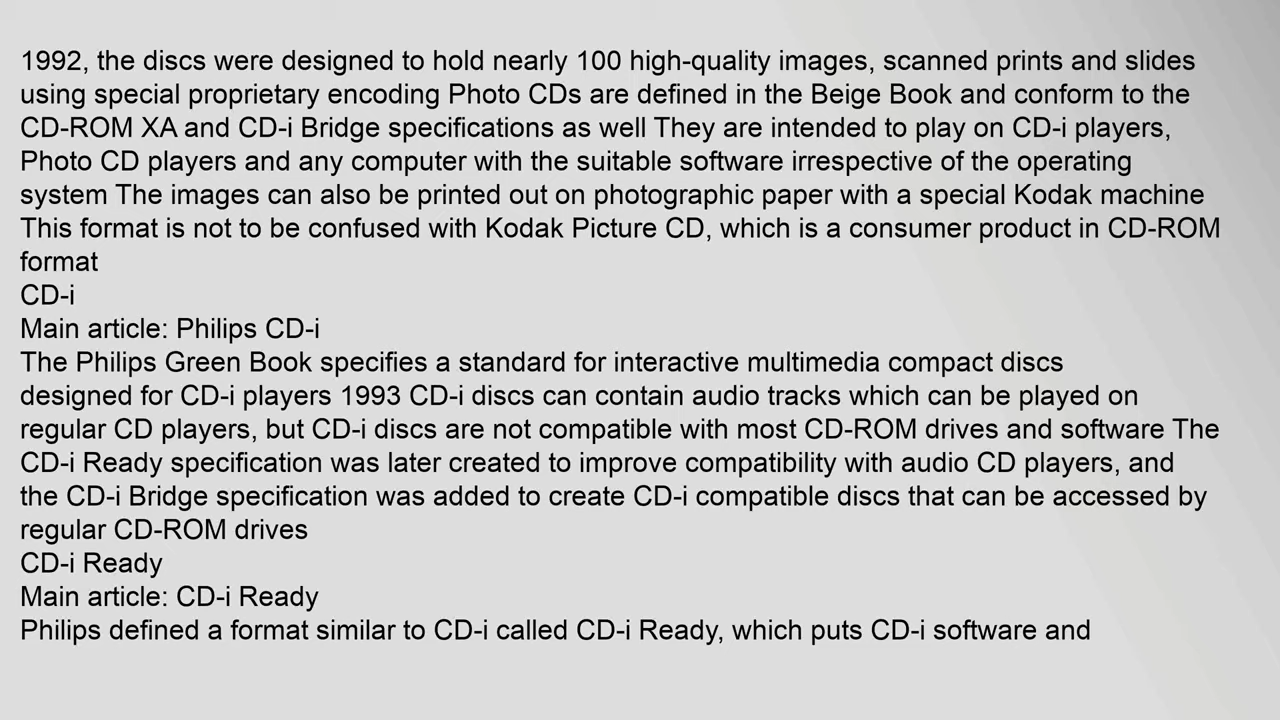 1992, the discs were designed to hold nearly 100 high-quality images, scanned prints and slides
using special proprietary encoding Photo CDs are defined in the Beige Book and conform to the
CD-ROM XA and CD-i Bridge specifications as well They are intended to play on CD-i players,
Photo CD players and any computer with the suitable software irrespective of the operating
system The images can also be printed out on photographic paper with a special Kodak machine
This format is not to be confused with Kodak Picture CD, which is a consumer product in CD-ROM
format
CD-i
Main article: Philips CD-i
The Philips Green Book specifies a standard for interactive multimedia compact discs
designed for CD-i players 1993 CD-i discs can contain audio tracks which can be played on
regular CD players, but CD-i discs are not compatible with most CD-ROM drives and software The
CD-i Ready specification was later created to improve compatibility with audio CD players, and
the CD-i Bridge specification was added to create CD-i compatible discs that can be accessed by
regular CD-ROM drives
CD-i Ready
Main article: CD-i Ready
Philips defined a format similar to CD-i called CD-i Ready, which puts CD-i software and